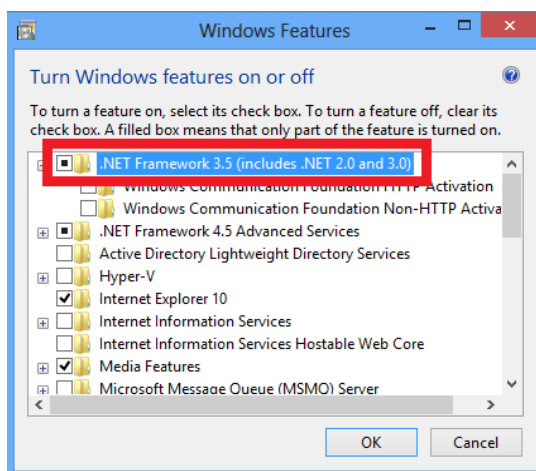 Windows Features
Turn Windows features on or off
To turn a feature on, select its check box. To turn a feature off, clear its
check box. A filled box means that only part of the feature is turned on.
.NET Framework 3.5 (includes .NET 2.0 and 3.0)
Windows Communication Foundation HTTP Activation
Windows Communication Foundation Non-HTTP Activa
.NET Framework 4.5 Advanced Services
Active Directory Lightweight Directory Services
Hyper-V
Internet Explorer 10
Internet Information Services
Internet Information Services Hostable Web Core
Media Features
Microsoft Message Queue (MSMQ) Server
OK
Cancel